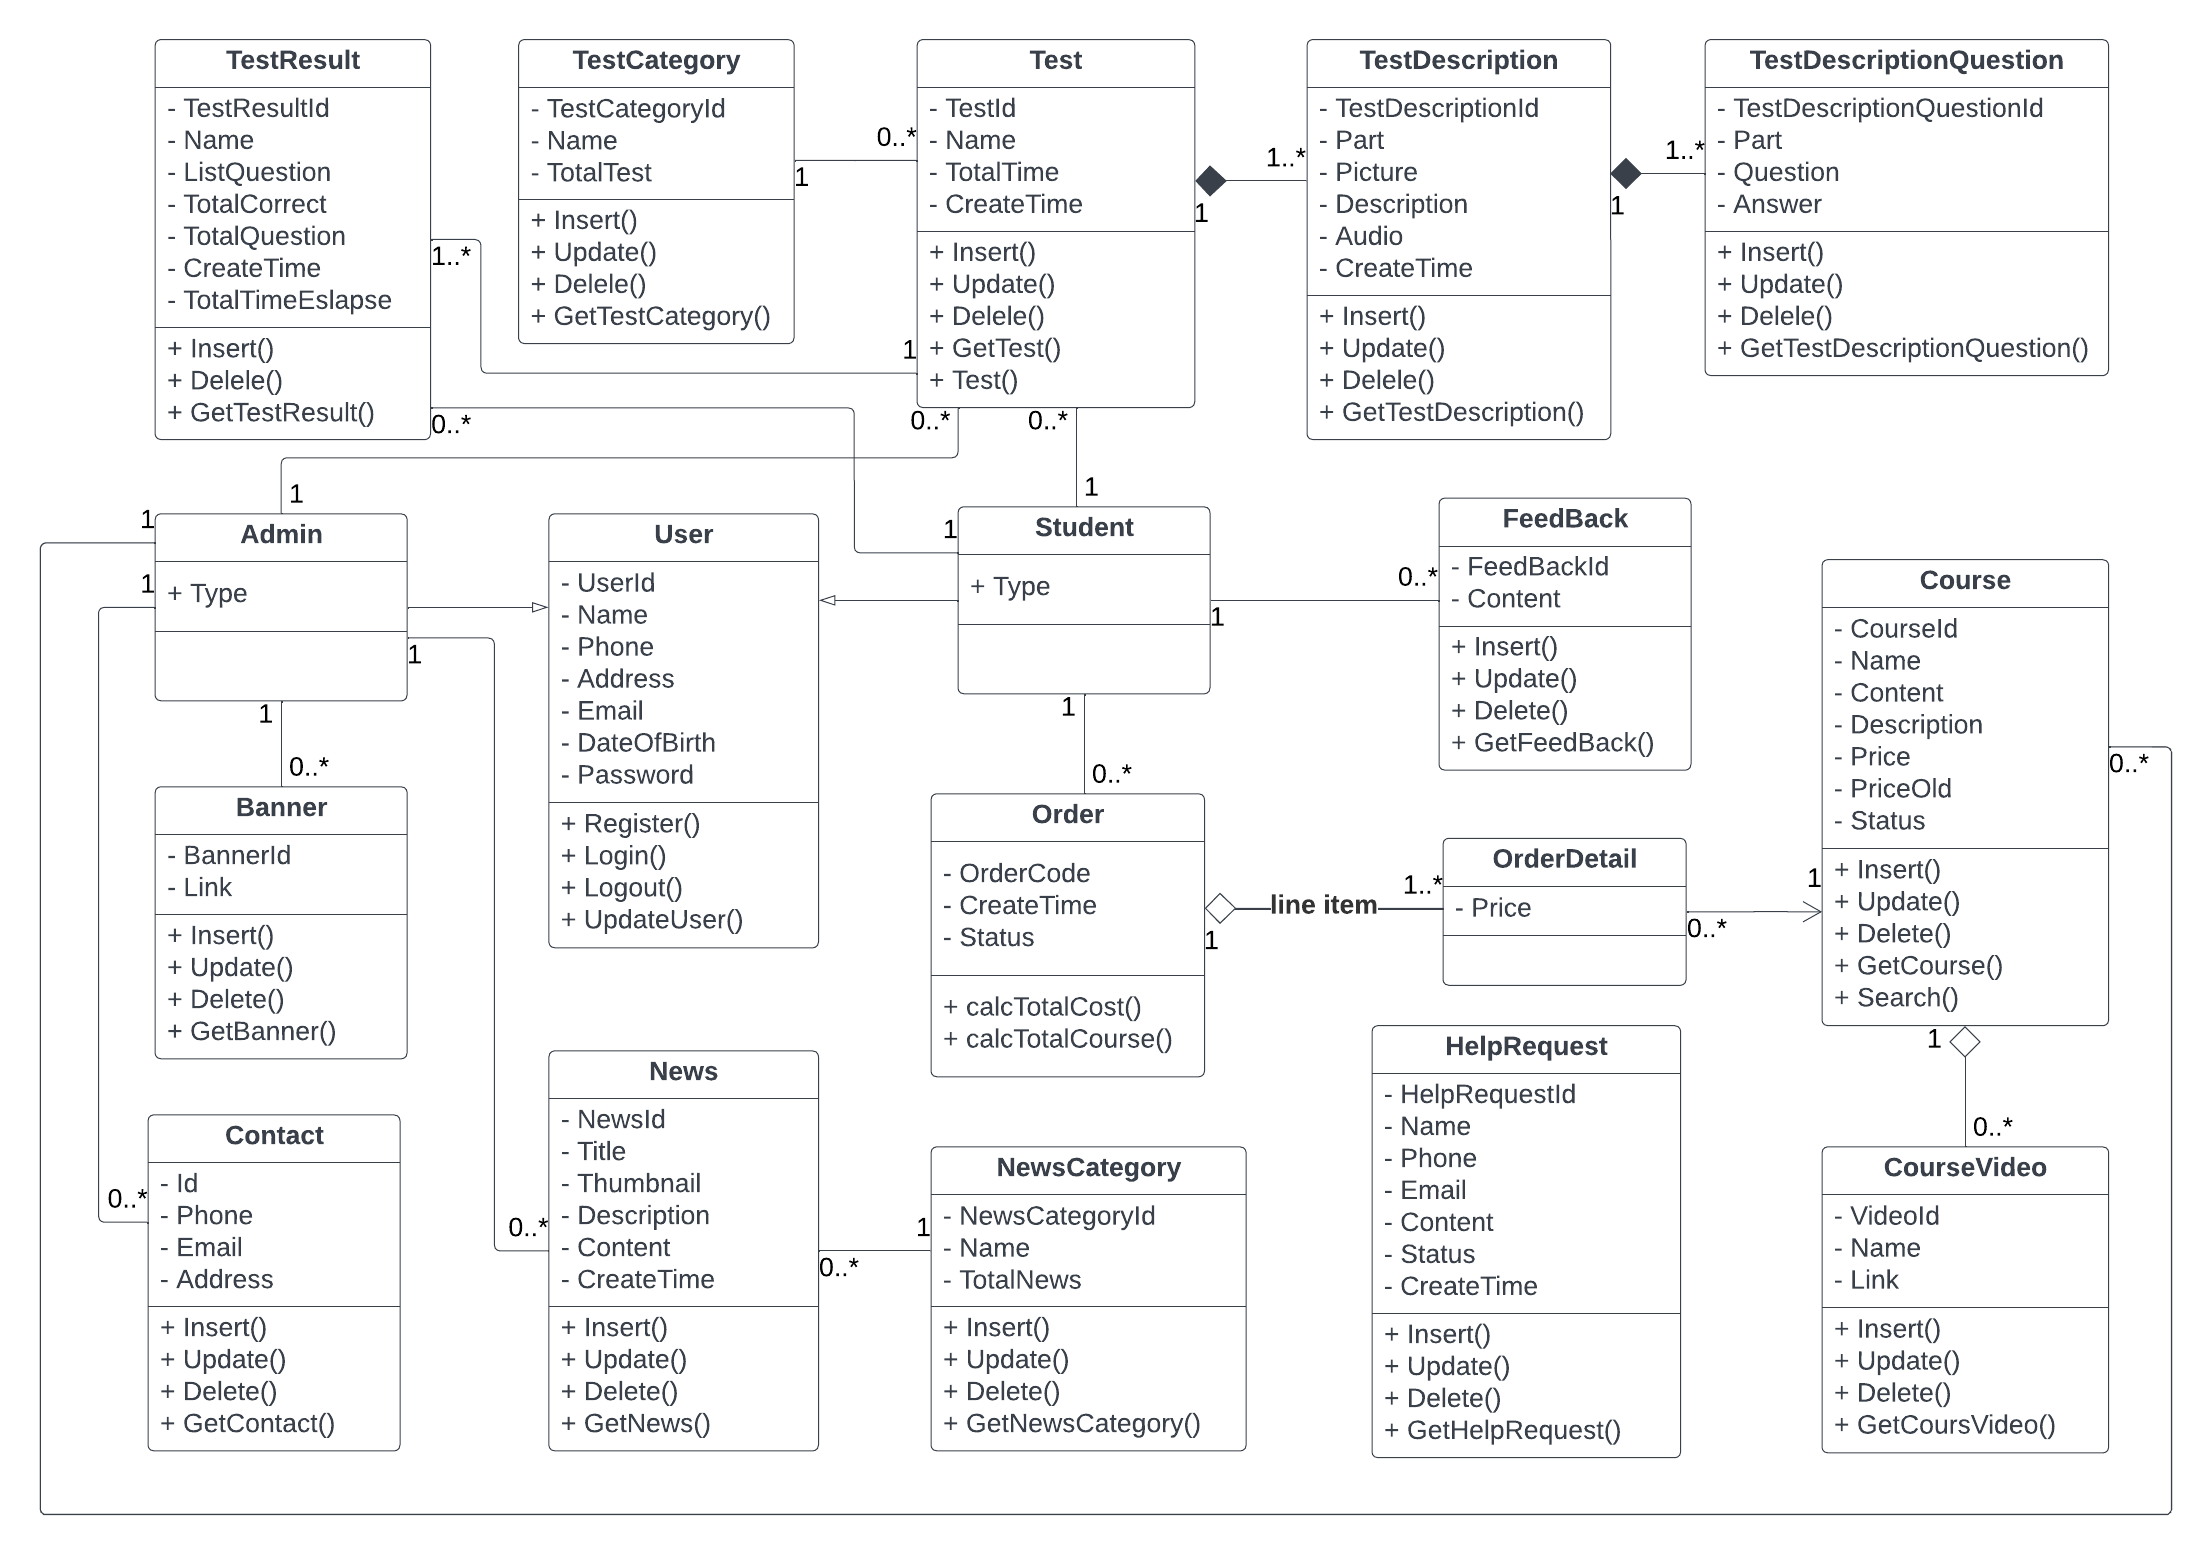 TestResult
- TestResultId
- Name
- ListQuestion
- TotalCorrect
- TotalQuestion
- CreateTime
- TotalTimeEslapse
+ Insert()
+ Delele()
+ GetTestResult()
1..*
0..*
TestCategory
- TestCategoryId
- Name
- TotalTest
+ Insert()
+ Update()
+ Delele()
+ GetTestCategory()
1
0..*
Test
- TestId
- Name
- TotalTime
- CreateTime
+ Insert()
+ Update()
+ Delele()
+ GetTest()
+ Test()
1
1
0..*
0..*
1..*
TestDescription
- TestDescriptionId
- Part
- Picture
- Description
- Audio
- CreateTime
+ Insert()
+ Update()
+ Delele()
+ GetTestDescription()
1
1..*
TestDescriptionQuestion
- TestDescriptionQuestionId
- Part
- Question
- Answer
+ Insert()
+ Update()
+ Delele()
+ GetTestDescriptionQuestion()
1
1
1
Admin
+ Type
1
1
User
- UserId
- Name
- Phone
- Address
- Email
- DateOfBirth
- Password
+ Register()
+ Login()
+ Logout()
+ UpdateUser()
1
1
Student
+ Type
1
1
0..*
FeedBack
- FeedBackId
- Content
+ Insert()
+ Update()
+ Delete()
+ GetFeedBack()
Course
- CourseId
- Name
- Content
- Description
- Price
- PriceOld
- Status
+ Insert()
+ Update()
+ Delete()
+ GetCourse()
+ Search()
0..*
1
1
0..*
Banner
- BannerId
- Link
+ Insert()
+ Update()
+ Delete()
+ GetBanner()
0..*
Order
- OrderCode
- CreateTime
- Status
+ calcTotalCost()
+ calcTotalCourse()
1
line item
1..*
OrderDetail
- Price
0..*
0..*
Contact
- Id
- Phone
- Email
- Address
+ Insert()
+ Update()
+ Delete()
+ GetContact()
0..*
News
- NewsId
- Title
- Thumbnail
- Description
- Content
- CreateTime
+ Insert()
+ Update()
+ Delete()
+ GetNews()
0..*
1
NewsCategory
- NewsCategoryId
- Name
- TotalNews
+ Insert()
+ Update()
+ Delete()
+ GetNewsCategory()
HelpRequest
- HelpRequestId
- Name
- Phone
- Email
- Content
- Status
- CreateTime
+ Insert()
+ Update()
+ Delete()
+ GetHelpRequest()
0..*
CourseVideo
- VideoId
- Name
- Link
+ Insert()
+ Update()
+ Delete()
+ GetCoursVideo()